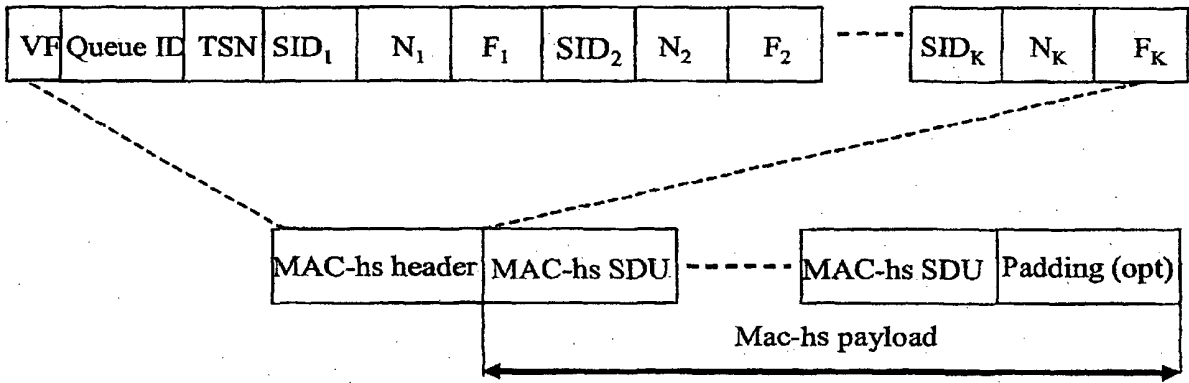 VF Queue ID TSN SID₁ N₁ F₁ SID₂ N₂ F₂ SIDK NK FK
MAC-hs header MAC-hs SDU MAC-hs SDU Padding (opt)
Mac-hs payload